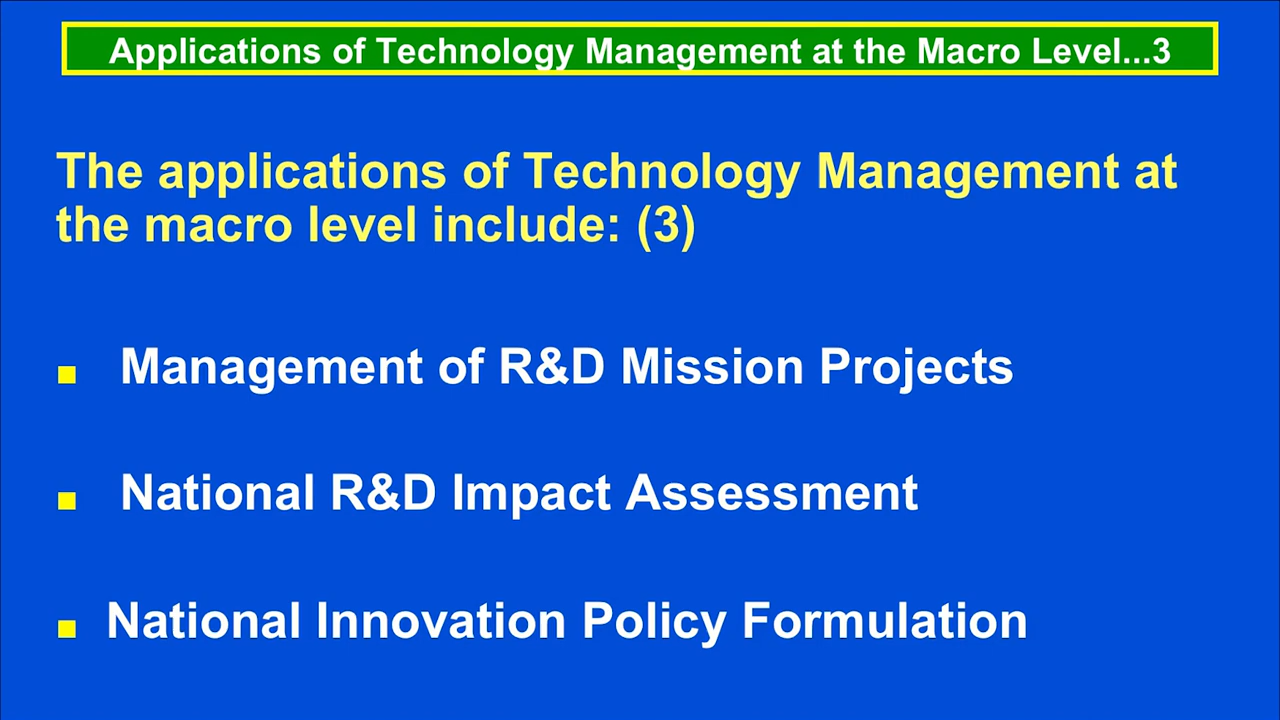 Applications of Technology Management at the Macro Level...3
The applications of Technology Management at
the macro level include: (3)
Management of R&D Mission Projects
National R&D Impact Assessment
National Innovation Policy Formulation